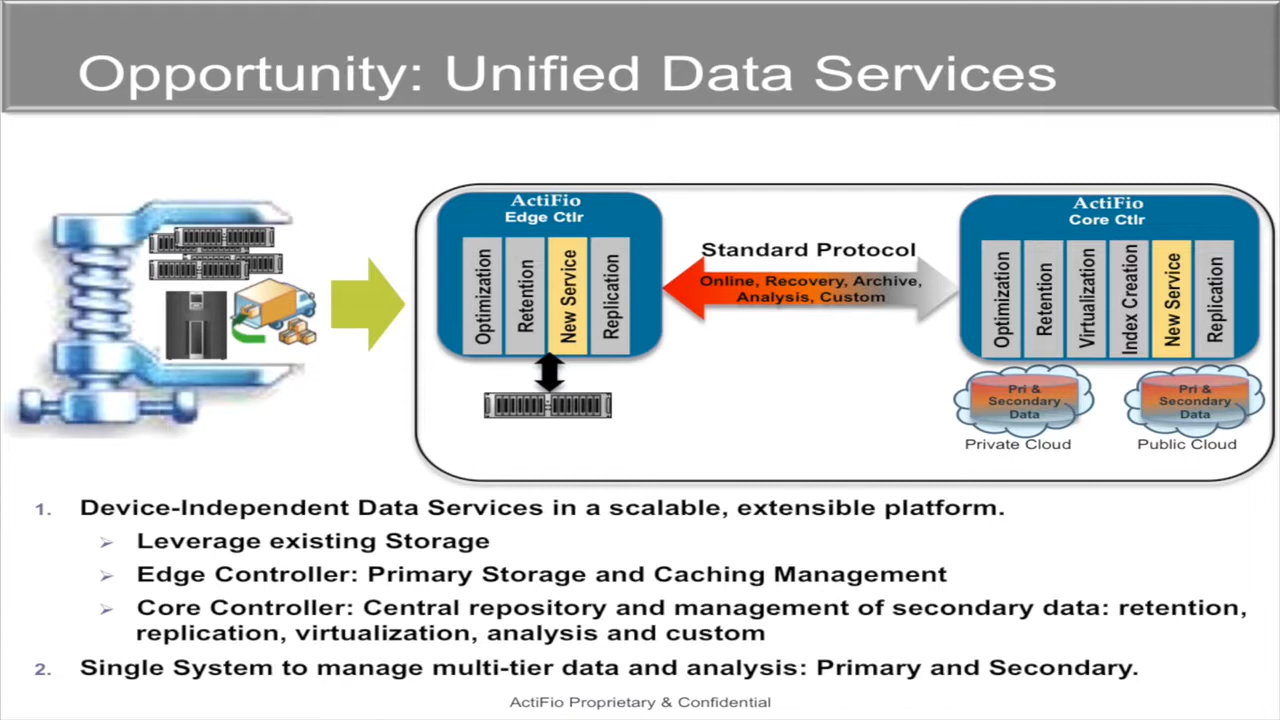 Opportunity: Unified Data Services
ActiFio
Edge Ctlr
Optimization
Retention
New Service
Replication
Standard Protocol
Online, Recovery, Archive,
Analysis, Custom
ActiFio
Core Ctlr
Optimization
Retention
Virtualization
Index Creation
New Service
Replication
Pri &
Secondary
Data
Private Cloud
Pri &
Secondary
Data
Public Cloud
1. Device-Independent Data Services in a scalable, extensible platform.
➢ Leverage existing Storage
➢ Edge Controller: Primary Storage and Caching Management
➢ Core Controller: Central repository and management of secondary data: retention,
replication, virtualization, analysis and custom
2. Single System to manage multi-tier data and analysis: Primary and Secondary.
ActiFio Proprietary & Confidential